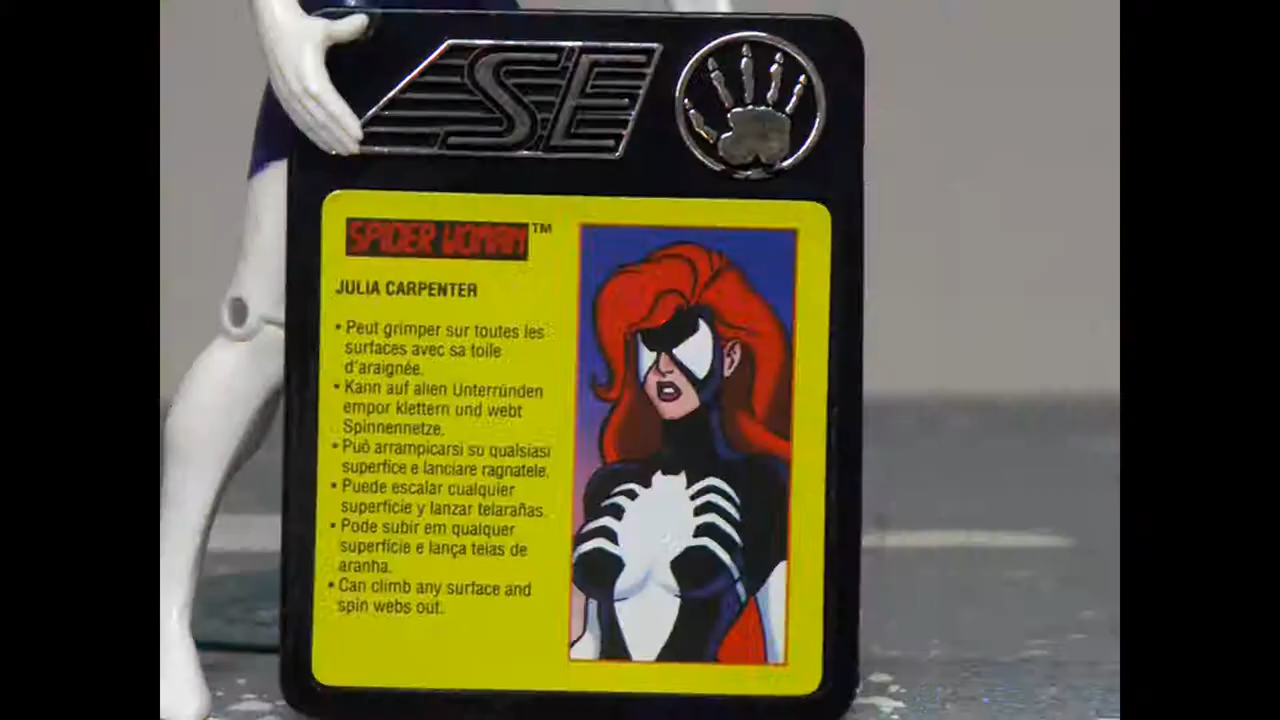 SE
SPIDER WOMAN™
JULIA CARPENTER
• Peut grimper sur toutes les
surfaces avec sa toile
d'araignée.
• Kann auf allen Unterründen
empor klettern und webt
Spinnennetze.
• Può arrampicarsi su qualsiasi
superfice e lanciare ragnatele.
• Puede escalar cualquier
superficie y lanzar telarañas.
• Pode subir em qualquer
superfície e lança teias de
aranha.
• Can climb any surface and
spin webs out.